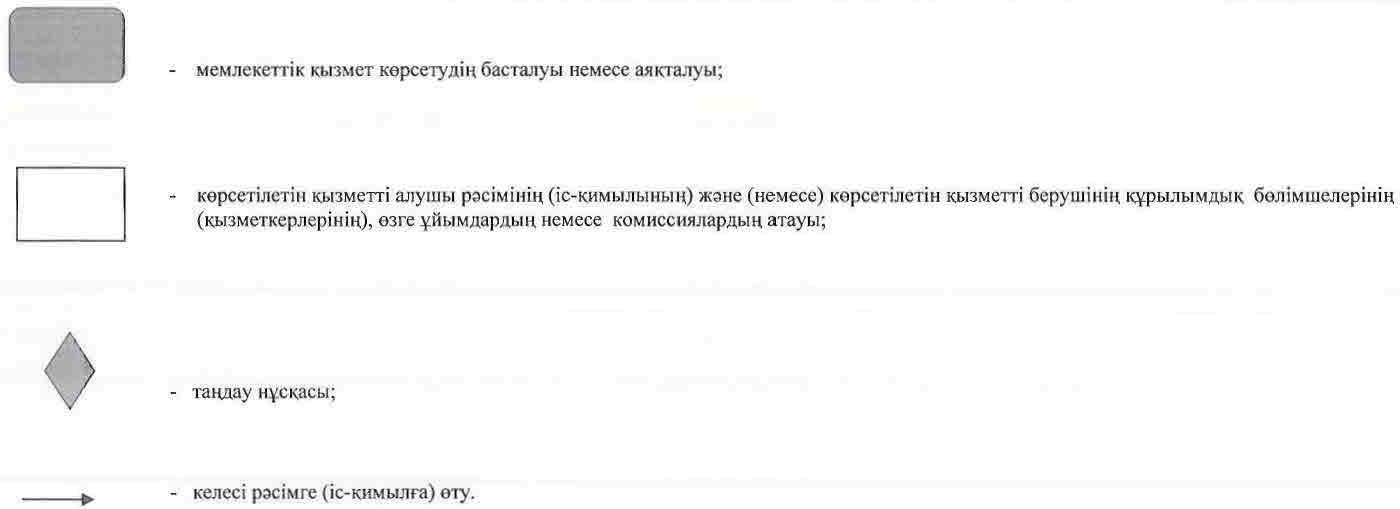 - мемлекеттік қызмет көрсетудің басталуы немесе аяқталуы;
- көрсетілетін қызметті алушы рәсімінің (іс-қимылының) және (немесе) көрсетілетін қызметті берушінің құрылымдық бөлімшелерінің
(қызметкерлерінің), өзге ұйымдардың немесе комиссиялардың атауы;
- таңдау нұсқасы;
- келесі рәсімге (іс-қимылға) өту.